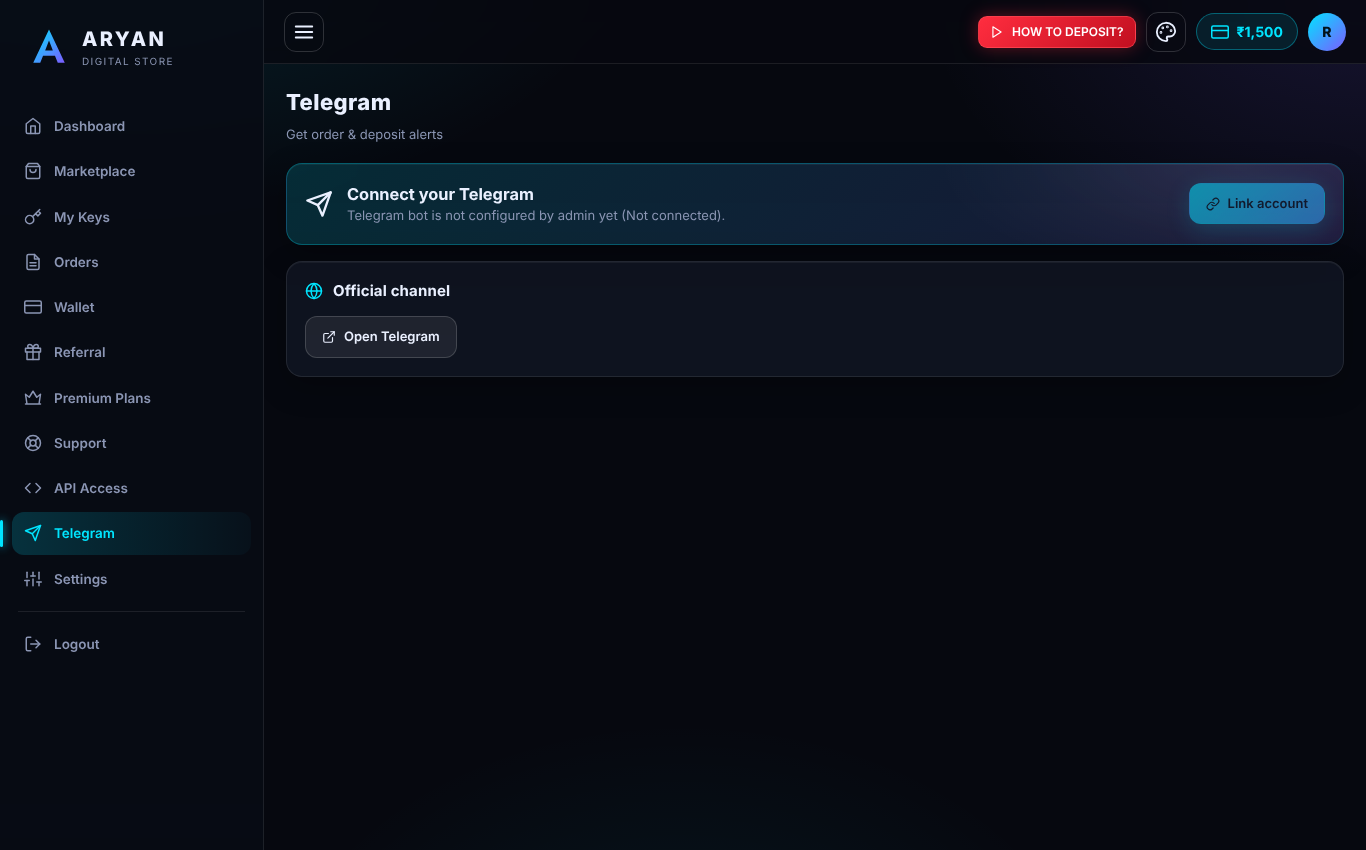 ARYAN
DIGITAL STORE
HOW TO DEPOSIT?
₹1,500
R
Dashboard
Marketplace
My Keys
Orders
Wallet
Referral
Premium Plans
Support
API Access
Telegram
Settings
Logout
Telegram
Get order & deposit alerts
Connect your Telegram
Telegram bot is not configured by admin yet (Not connected).
Link account
Official channel
Open Telegram